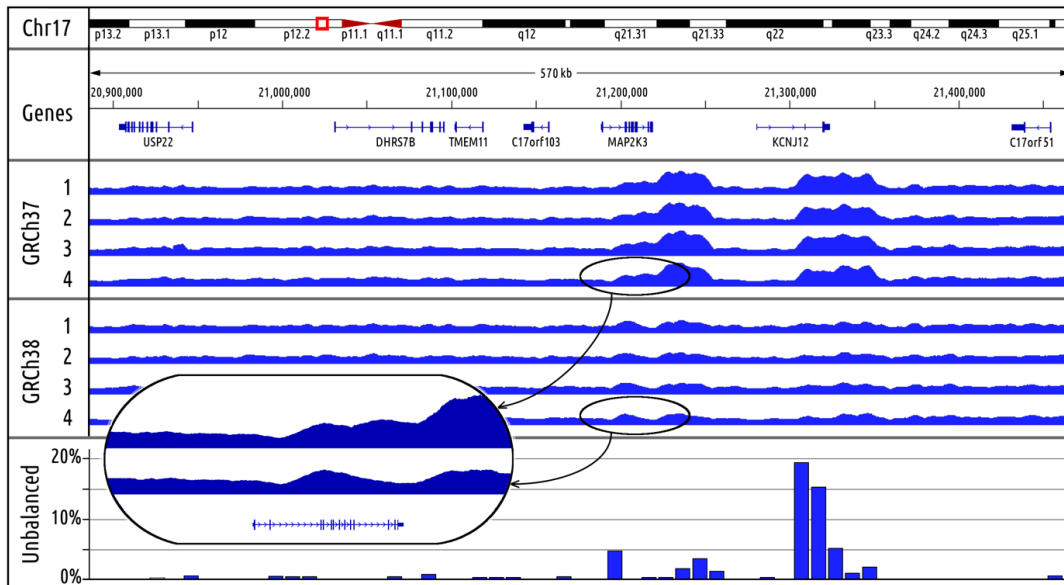 Chr17
p13.2 p13.1 p12 p12.2 p11.1 q11.1 q11.2 q12 q21.31 q21.33 q22 q23.3 q24.2 q24.3 q25.1
570 kb
20,900,000 21,000,000 21,100,000 21,200,000 21,300,000 21,400,000
Genes
USP22 DHRS7B TMEM11 C17orf103 MAP2K3 KCNJ12 C17orf51
GRCh37
1
2
3
4
GRCh38
1
2
3
4
Unbalanced
20%
10%
0%